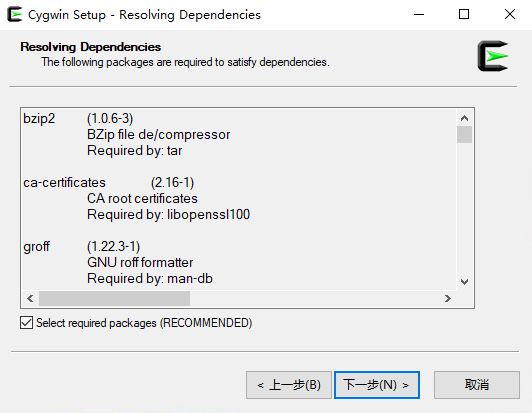 Cygwin Setup - Resolving Dependencies
Resolving Dependencies
The following packages are required to satisfy dependencies.
bzip2 (1.0.6-3)
BZip file de/compressor
Required by: tar
ca-certificates (2.16-1)
CA root certificates
Required by: libopenssl100
groff (1.22.3-1)
GNU roff formatter
Required by: man-db
Select required packages (RECOMMENDED)
< 上一步(B) 下一步(N) > 取消